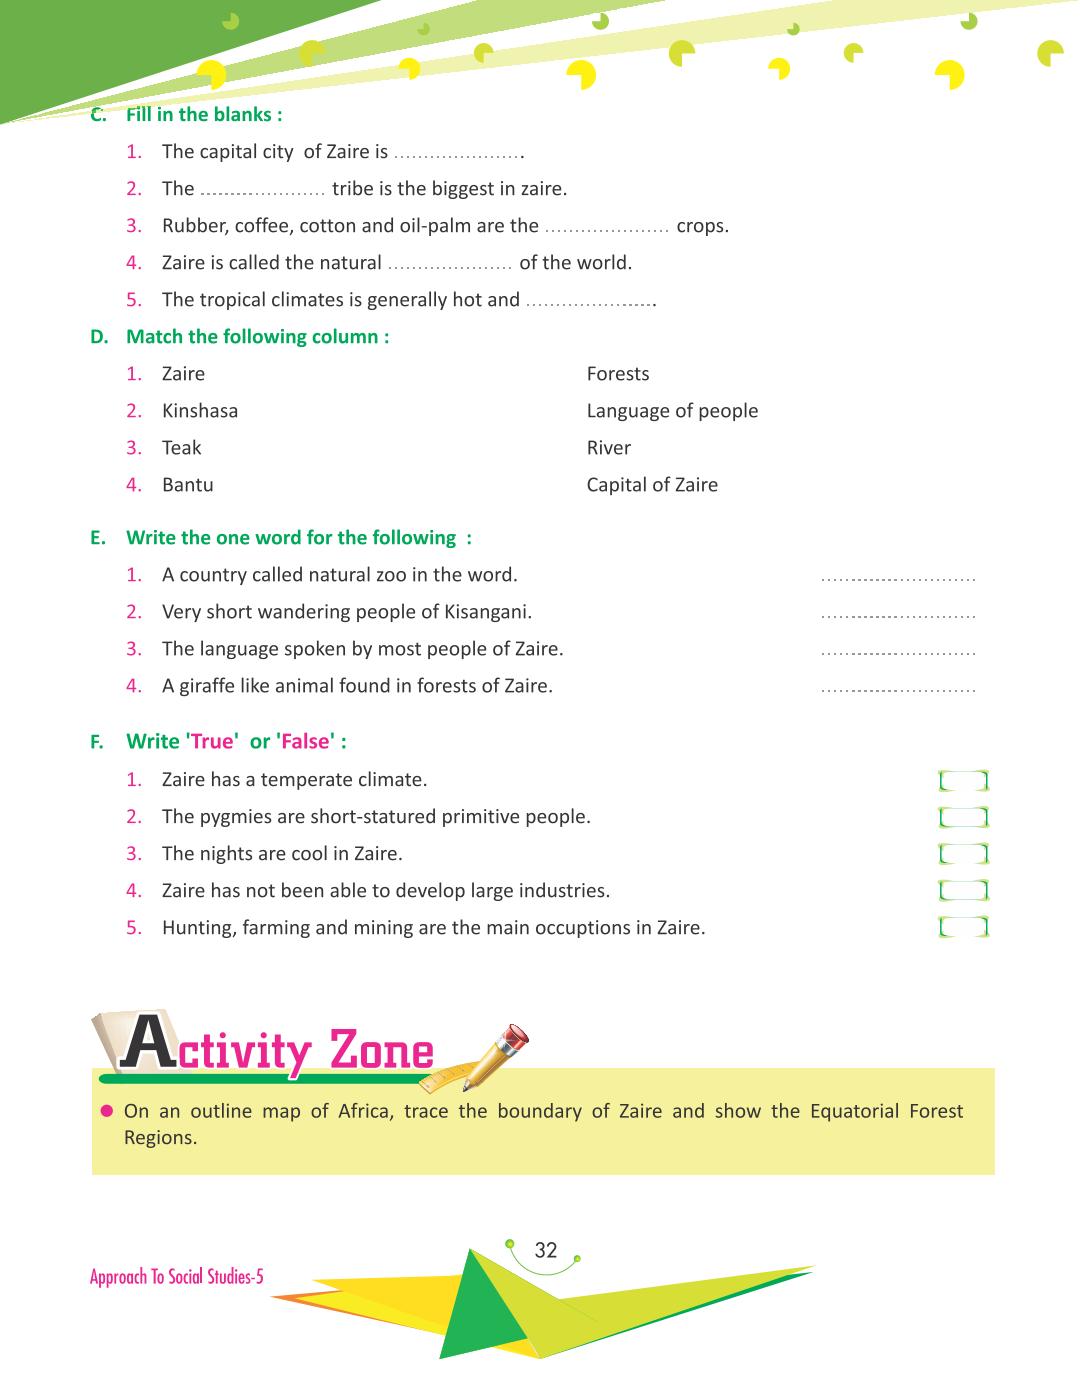 C. Fill in the blanks :
1. The capital city of Zaire is .....................
2. The ..................... tribe is the biggest in zaire.
3. Rubber, coffee, cotton and oil-palm are the ..................... crops.
4. Zaire is called the natural ..................... of the world.
5. The tropical climates is generally hot and ......................
D. Match the following column :
1. Zaire Forests
2. Kinshasa Language of people
3. Teak River
4. Bantu Capital of Zaire
E. Write the one word for the following :
1. A country called natural zoo in the word. ..........................
2. Very short wandering people of Kisangani. ..........................
3. The language spoken by most people of Zaire. ..........................
4. A giraffe like animal found in forests of Zaire. ..........................
F. Write 'True' or 'False' :
1. Zaire has a temperate climate.
2. The pygmies are short-statured primitive people.
3. The nights are cool in Zaire.
4. Zaire has not been able to develop large industries.
5. Hunting, farming and mining are the main occuptions in Zaire.
Activity Zone
On an outline map of Africa, trace the boundary of Zaire and show the Equatorial Forest
Regions.
32
Approach To Social Studies-5